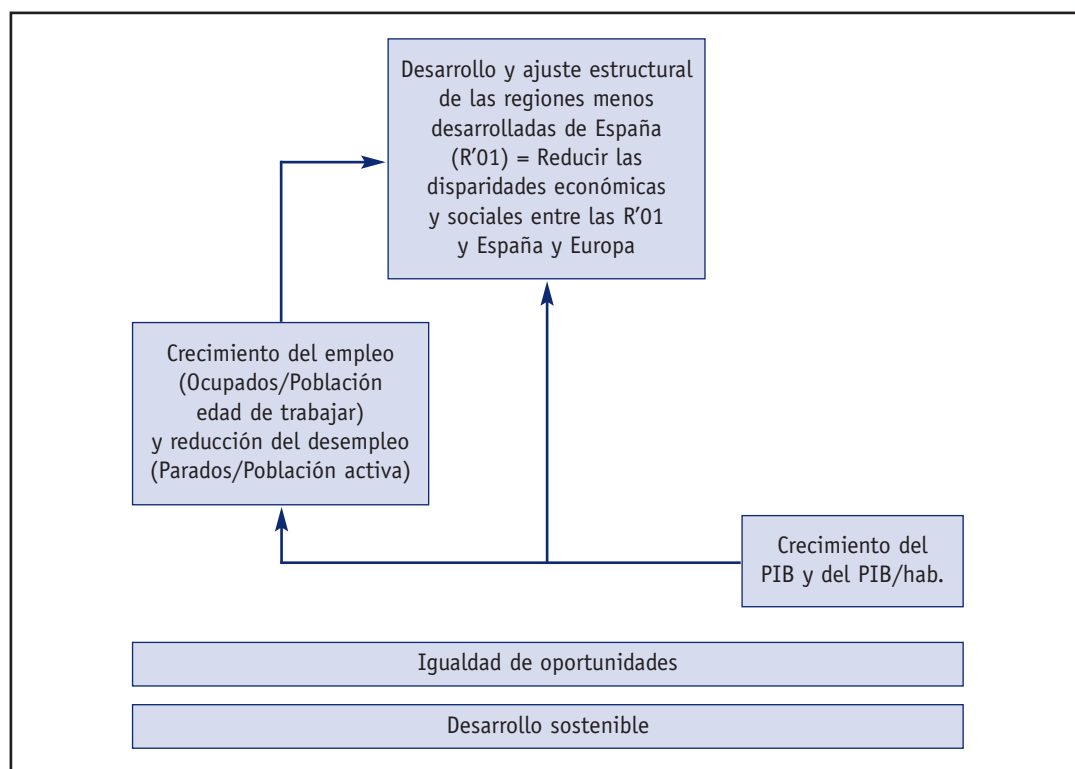 Desarrollo y ajuste estructural
de las regiones menos
desarrolladas de España
(R’01) = Reducir las
disparidades económicas
y sociales entre las R’01
y España y Europa
Crecimiento del empleo
(Ocupados/Población
edad de trabajar)
y reducción del desempleo
(Parados/Población activa)
Crecimiento del
PIB y del PIB/hab.
Igualdad de oportunidades
Desarrollo sostenible